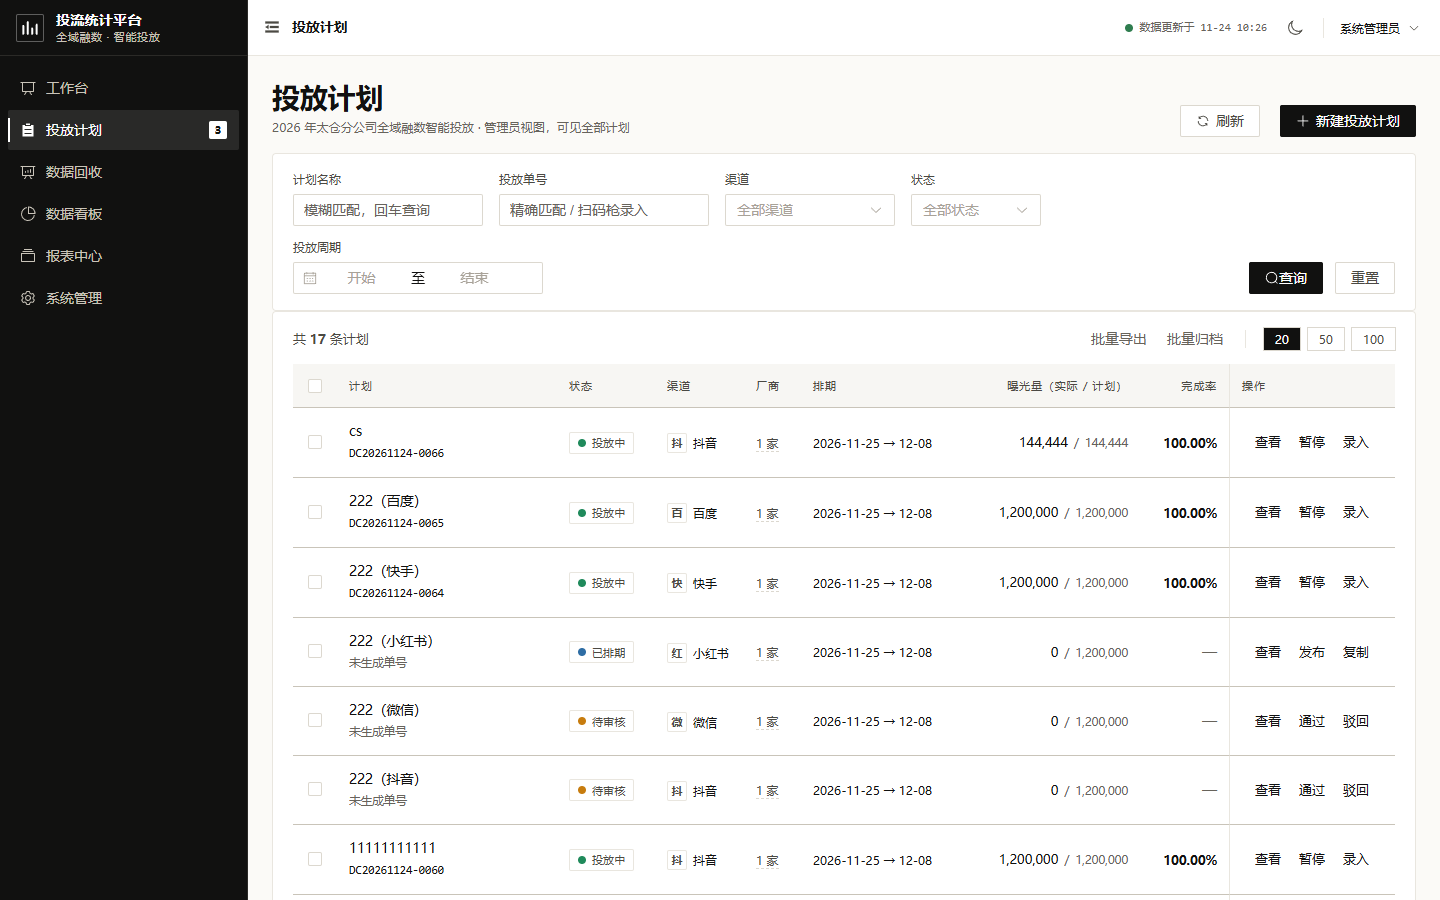 投流统计平台
全域融数 · 智能投放
工作台
投放计划 3
数据回收
数据看板
报表中心
系统管理
投放计划
数据更新于 11-24 10:26
系统管理员
投放计划
2026 年太仓分公司全域融数智能投放 · 管理员视图，可见全部计划
刷新
新建投放计划
计划名称 投放单号 渠道 状态
模糊匹配，回车查询 精确匹配 / 扫码枪录入 全部渠道 全部状态
投放周期
开始 至 结束
查询 重置
共 17 条计划
批量导出 批量归档 20 50 100
计划 状态 渠道 厂商 排期 曝光量（实际 / 计划） 完成率 操作
cs
DC20261124-0066
投放中 抖 抖音 1 家 2026-11-25 → 12-08 144,444 / 144,444 100.00% 查看 暂停 录入
222（百度）
DC20261124-0065
投放中 百 百度 1 家 2026-11-25 → 12-08 1,200,000 / 1,200,000 100.00% 查看 暂停 录入
222（快手）
DC20261124-0064
投放中 快 快手 1 家 2026-11-25 → 12-08 1,200,000 / 1,200,000 100.00% 查看 暂停 录入
222（小红书）
未生成单号
已排期 红 小红书 1 家 2026-11-25 → 12-08 0 / 1,200,000 — 查看 发布 复制
222（微信）
未生成单号
待审核 微 微信 1 家 2026-11-25 → 12-08 0 / 1,200,000 — 查看 通过 驳回
222（抖音）
未生成单号
待审核 抖 抖音 1 家 2026-11-25 → 12-08 0 / 1,200,000 — 查看 通过 驳回
11111111111
DC20261124-0060
投放中 抖 抖音 1 家 2026-11-25 → 12-08 1,200,000 / 1,200,000 100.00% 查看 暂停 录入